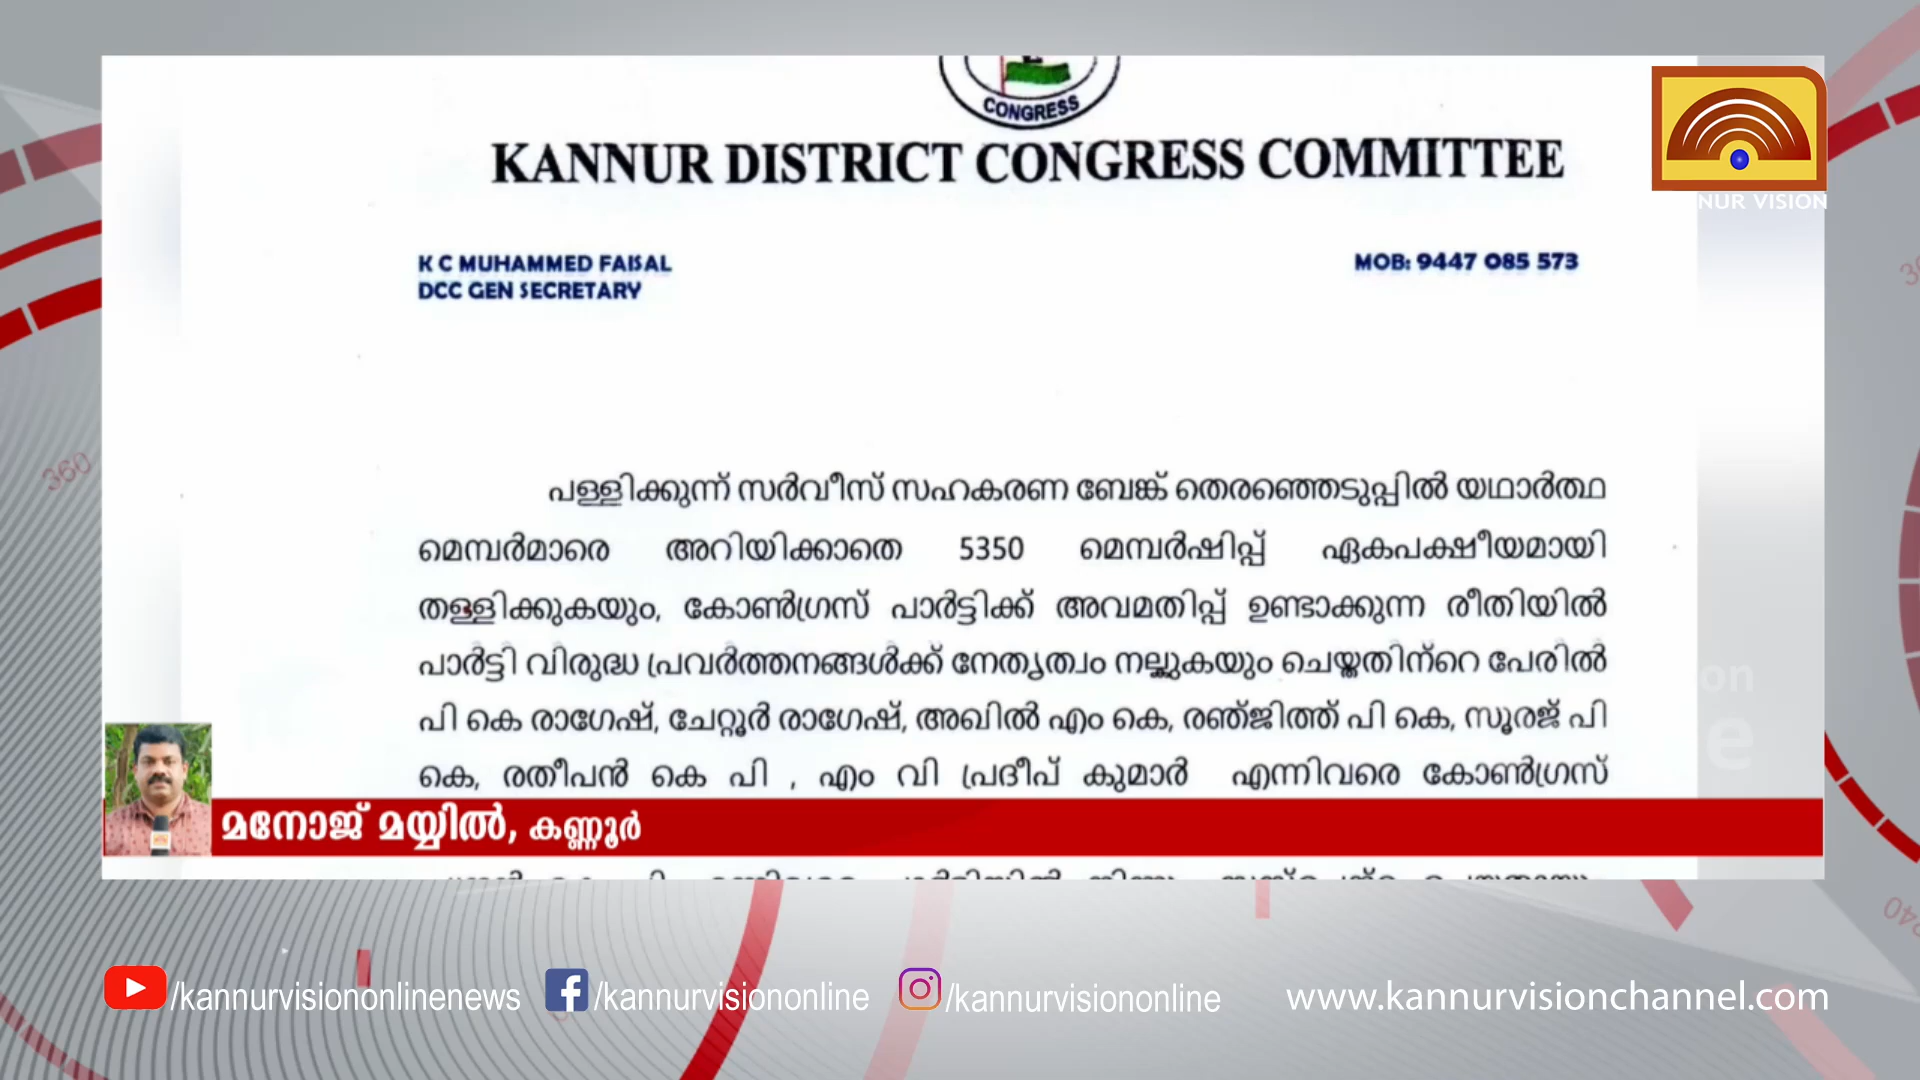 CONGRESS
KANNUR DISTRICT CONGRESS COMMITTEE
NUR VISION
K C MUHAMMED FAISAL
MOB: 9447 085 573
DCC GEN SECRETARY
പള്ളിക്കുന്ന് സർവീസ് സഹകരണ ബേങ്ക് തെരഞ്ഞെടുപ്പിൽ യഥാർത്ഥ
മെമ്പർമാരെ അറിയിക്കാതെ 5350 മെമ്പർഷിപ്പ് ഏകപക്ഷീയമായി
തള്ളിക്കുകയും, കോൺഗ്രസ് പാർട്ടിക്ക് അവമതിപ്പ് ഉണ്ടാക്കുന്ന രീതിയിൽ
പാർട്ടി വിരുദ്ധ പ്രവർത്തനങ്ങൾക്ക് നേതൃത്വം നല്കുകയും ചെയ്തതിന്റെ പേരിൽ
പി കെ രാഗേഷ്, ചേറ്റൂർ രാഗേഷ്, അഖിൽ എം കെ, രഞ്ജിത്ത് പി കെ, സൂരജ് പി
കെ, രതീപൻ കെ പി , എം വി പ്രദീപ് കുമാർ എന്നിവരെ കോൺഗ്രസ്
മനോജ് മയ്യിൽ, കണ്ണൂർ
/kannurvisiononlinenews /kannurvisiononline /kannurvisiononline www.kannurvisionchannel.com
360